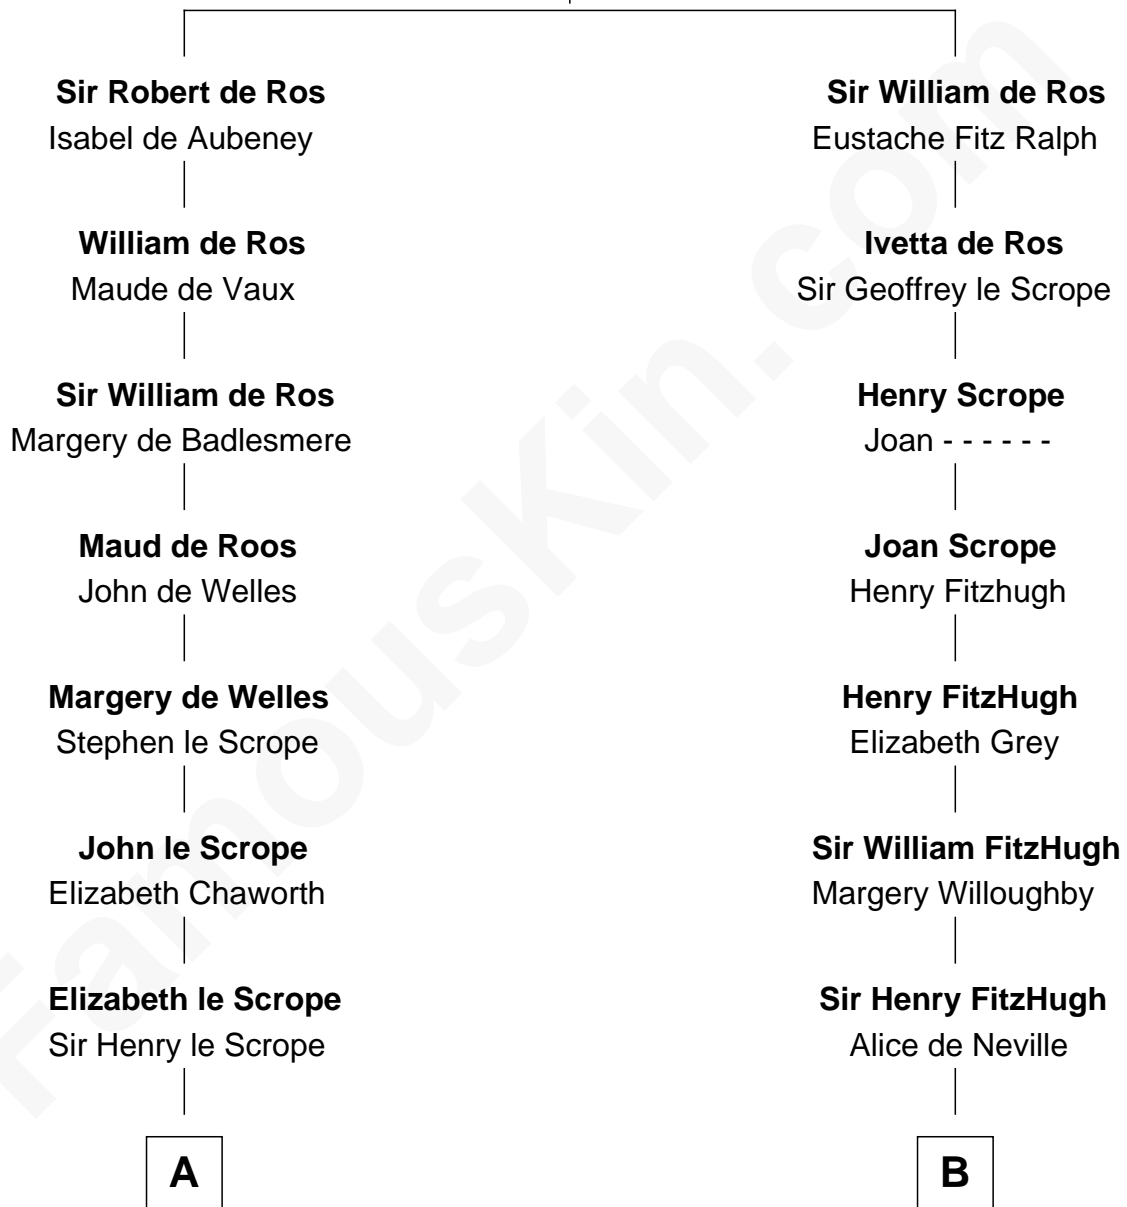 Sir Robert de Ros
Isabel de Aubeney
William de Ros
Maude de Vaux
Sir William de Ros
Margery de Badlesmere
Maud de Roos
John de Welles
Margery de Welles
Stephen le Scrope
John le Scrope
Elizabeth Chaworth
Elizabeth le Scrope
Sir Henry le Scrope
A
Sir William de Ros
Eustache Fitz Ralph
Ivetta de Ros
Sir Geoffrey le Scrope
Henry Scrope
Joan - - - - - -
Joan Scrope
Henry Fitzhugh
Henry FitzHugh
Elizabeth Grey
Sir William FitzHugh
Margery Willoughby
Sir Henry FitzHugh
Alice de Neville
B
FamousKin.com